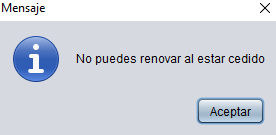 Mensaje
No puedes renovar al estar cedido
Aceptar